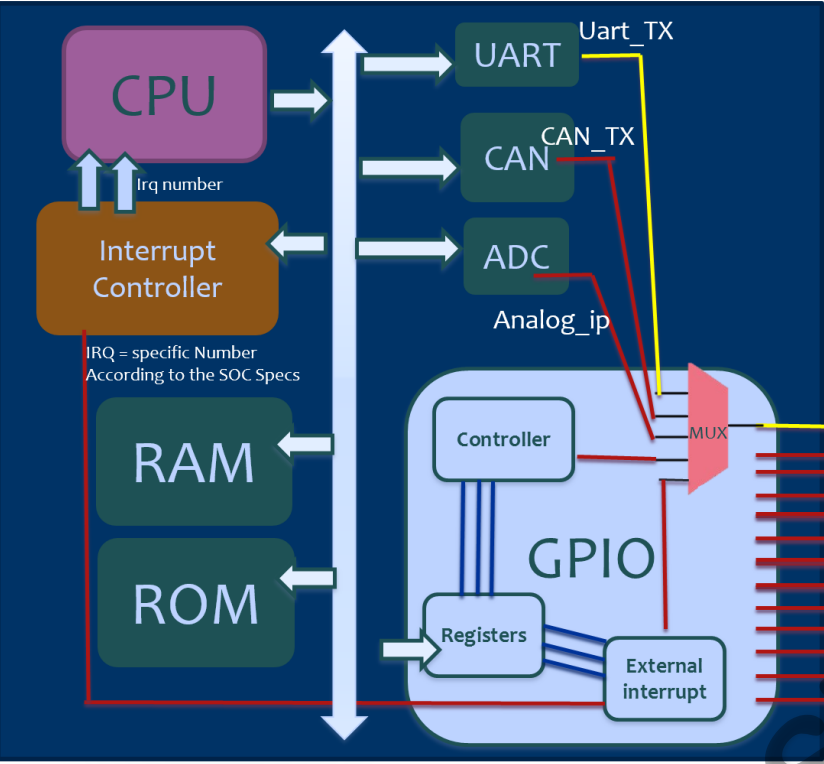 Uart_TX
UART
CPU
CAN_TX
CAN
Irq number
Interrupt
Controller
ADC
Analog_ip
IRQ = specific Number
According to the SOC Specs
RAM
Controller
MUX
GPIO
ROM
Registers
External
interrupt